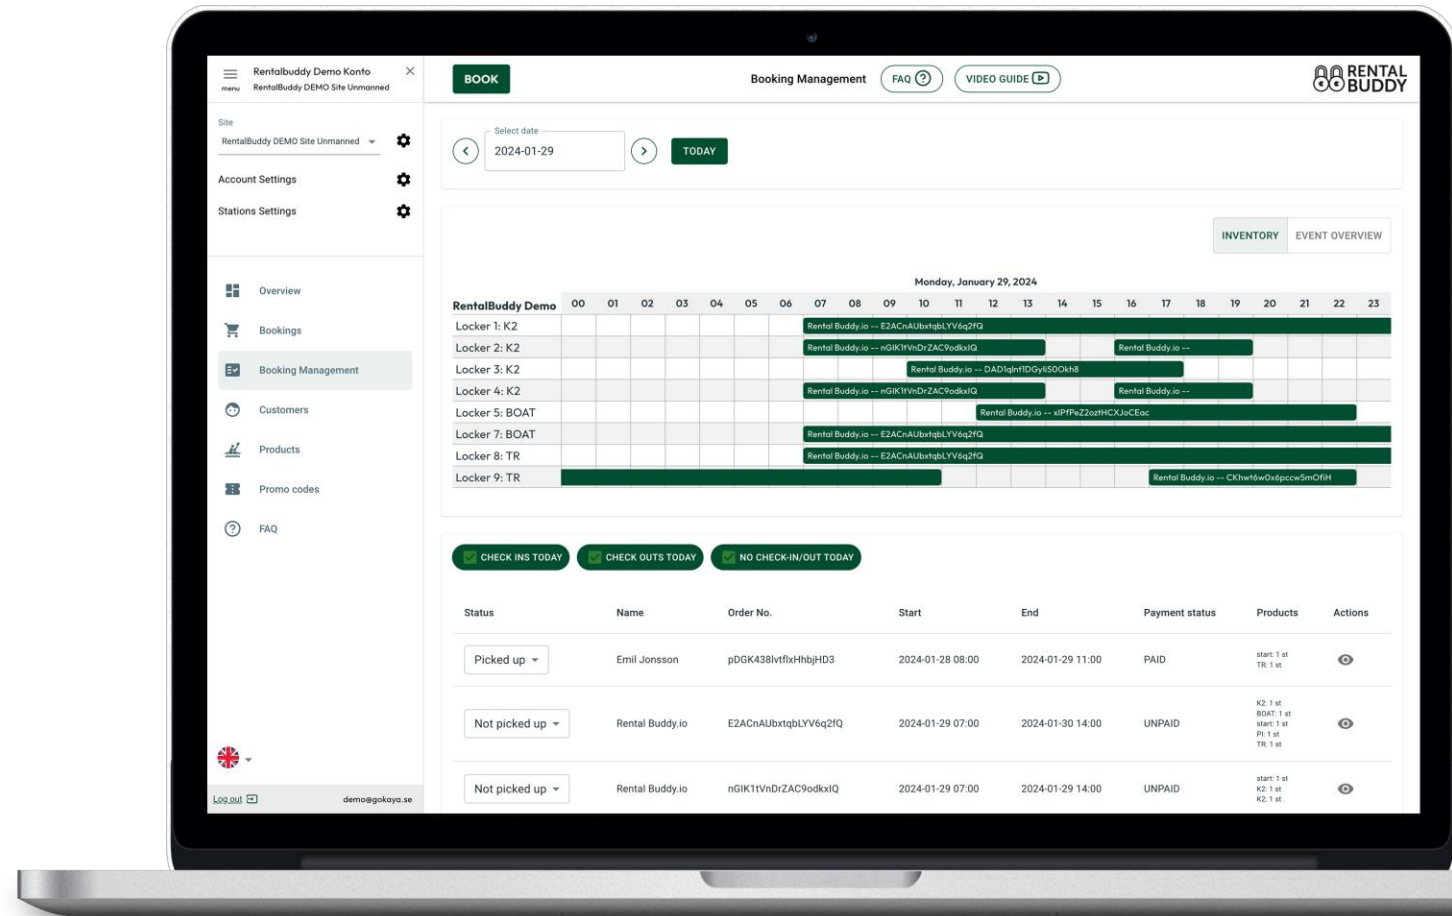 menu
Rentalbuddy Demo Konto
RentalBuddy DEMO Site Unmanned
BOOK
Booking Management
FAQ
VIDEO GUIDE
RENTAL
BUDDY
Site
RentalBuddy DEMO Site Unmanned
Account Settings
Stations Settings
Overview
Bookings
Booking Management
Customers
Products
Promo codes
FAQ
Log out
demo@gokaya.se
Select date
2024-01-29
TODAY
INVENTORY EVENT OVERVIEW
Monday, January 29, 2024
RentalBuddy Demo 00 01 02 03 04 05 06 07 08 09 10 11 12 13 14 15 16 17 18 19 20 21 22 23
Locker 1: K2 Rental Buddy.io -- E2ACnAUbxtqbLYV6q2fQ
Locker 2: K2 Rental Buddy.io -- nGIK1tVnDrZAC9odkxIQ Rental Buddy.io --
Locker 3: K2 Rental Buddy.io -- DAD1qInt1DGyIiS0Okh8
Locker 4: K2 Rental Buddy.io -- nGIK1tVnDrZAC9odkxIQ Rental Buddy.io --
Locker 5: BOAT Rental Buddy.io -- xIPfPeZ2oztHCXJoCEac
Locker 7: BOAT Rental Buddy.io -- E2ACnAUbxtqbLYV6q2fQ
Locker 8: TR Rental Buddy.io -- E2ACnAUbxtqbLYV6q2fQ
Locker 9: TR Rental Buddy.io -- CKhwt6w0x6pccw5mOfiH
CHECK INS TODAY CHECK OUTS TODAY NO CHECK-IN/OUT TODAY
Status Name Order No. Start End Payment status Products Actions
Picked up Emil Jonsson pDGK438lvtflxHhbjHD3 2024-01-28 08:00 2024-01-29 11:00 PAID
start: 1 st
TR: 1 st
Not picked up Rental Buddy.io E2ACnAUbxtqbLYV6q2fQ 2024-01-29 07:00 2024-01-30 14:00 UNPAID
K2: 1 st
BOAT: 1 st
start: 1 st
PI: 1 st
TR: 1 st
Not picked up Rental Buddy.io nGIK1tVnDrZAC9odkxIQ 2024-01-29 07:00 2024-01-29 14:00 UNPAID
start: 1 st
K2: 1 st
K2: 1 st